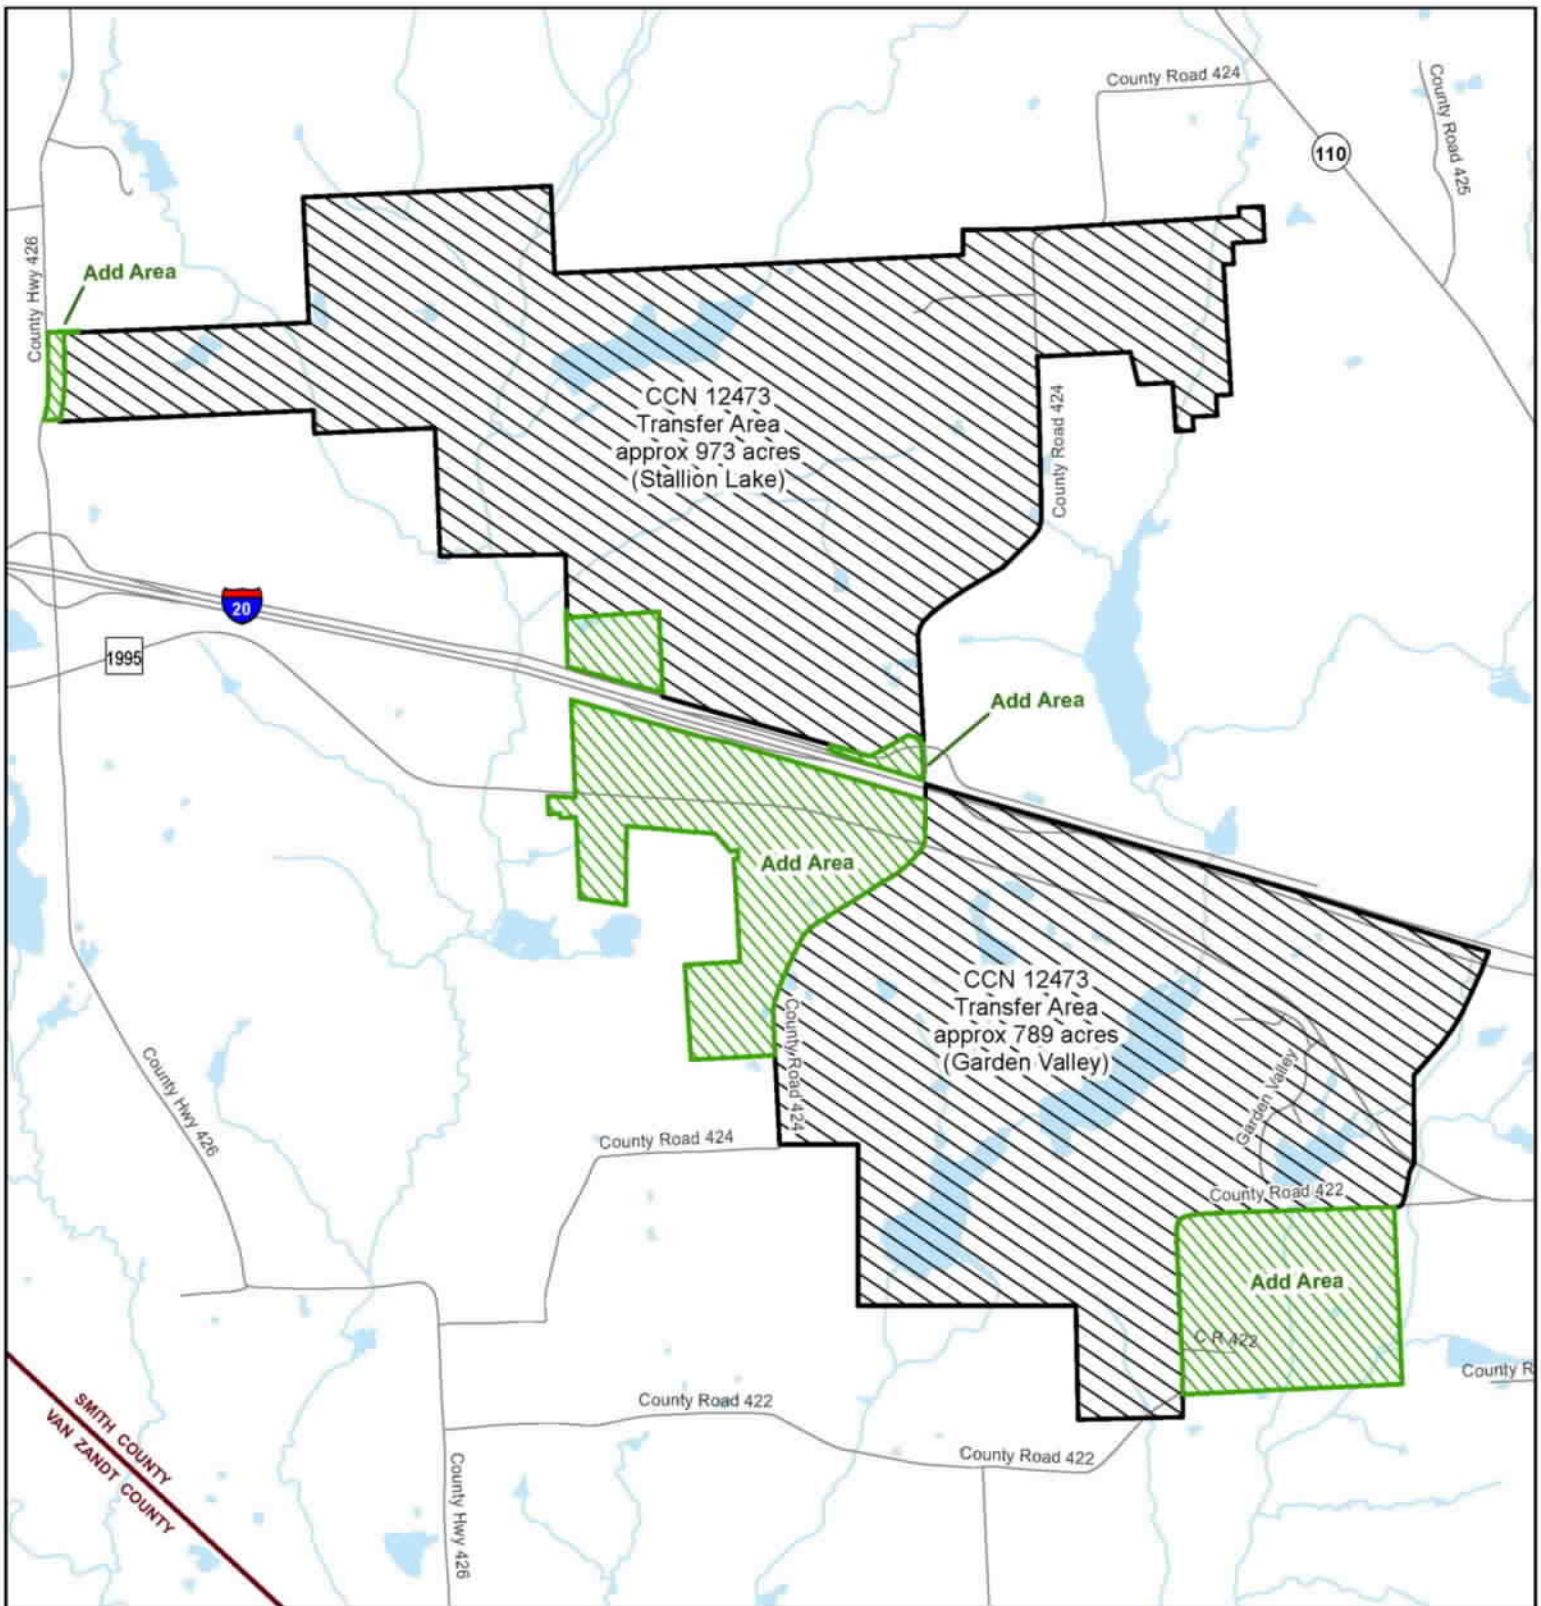 County Road 424
County Road 425
110
County Hwy 426
Add Area
CCN 12473
Transfer Area
approx 973 acres
(Stallion Lake)
County Road 424
20
1995
Add Area
Add Area
CCN 12473
Transfer Area
approx 789 acres
(Garden Valley)
County Road 424
County Hwy 426
Garden Valley
County Road 424
County Road 422
Add Area
C R 422
County R
SMITH COUNTY
VAN ZANDT COUNTY
County Road 422
County Road 422
County Hwy 426